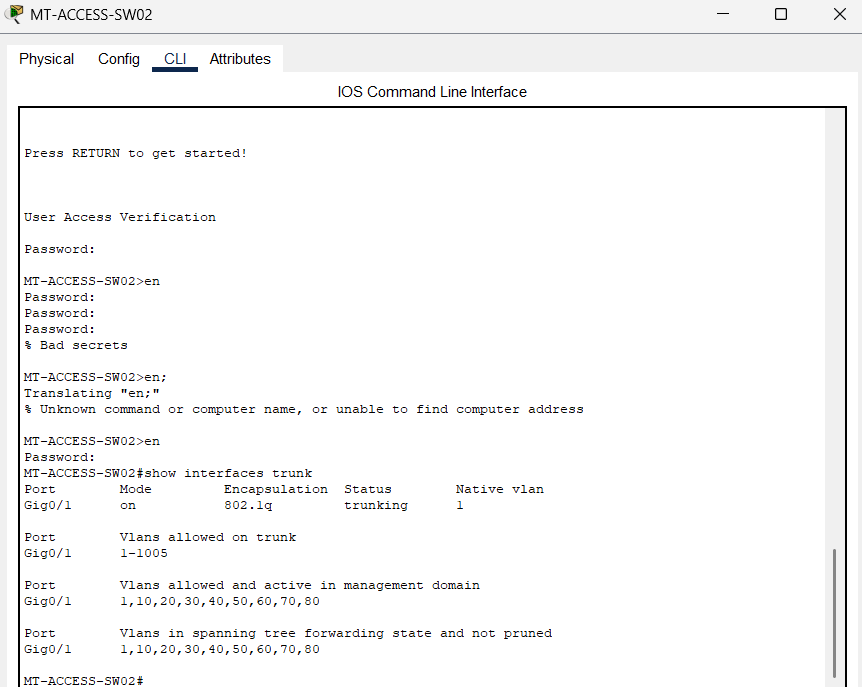 MT-ACCESS-SW02
Physical Config CLI Attributes
IOS Command Line Interface
Press RETURN to get started!
User Access Verification
Password:
MT-ACCESS-SW02>en
Password:
Password:
Password:
% Bad secrets
MT-ACCESS-SW02>en;
Translating "en;"
% Unknown command or computer name, or unable to find computer address
MT-ACCESS-SW02>en
Password:
MT-ACCESS-SW02#show interfaces trunk
Port        Mode         Encapsulation  Status        Native vlan
Gig0/1      on           802.1q         trunking      1
Port        Vlans allowed on trunk
Gig0/1      1-1005
Port        Vlans allowed and active in management domain
Gig0/1      1,10,20,30,40,50,60,70,80
Port        Vlans in spanning tree forwarding state and not pruned
Gig0/1      1,10,20,30,40,50,60,70,80
MT-ACCESS-SW02#